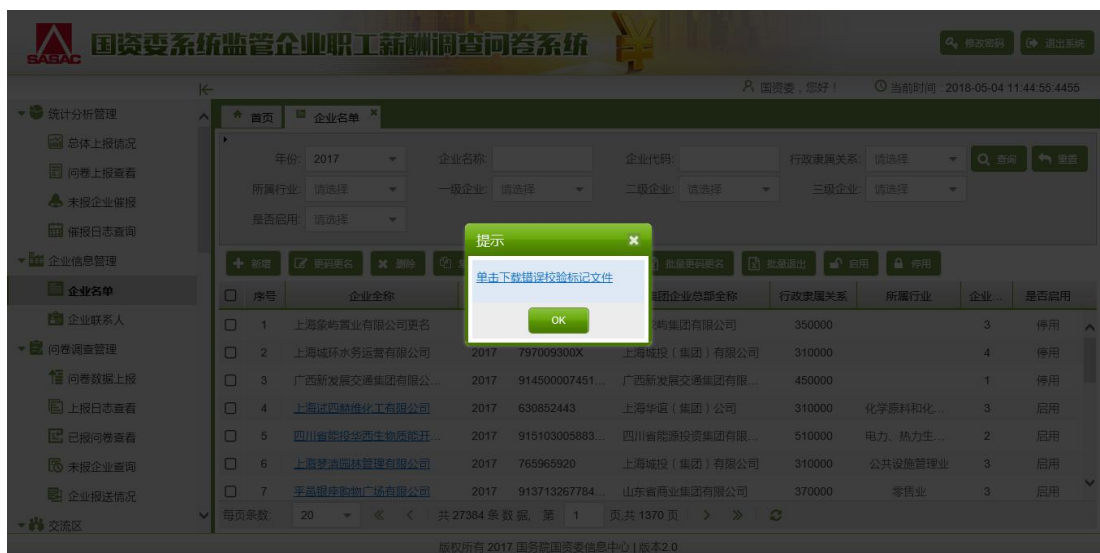 SASAC
国资委系统监管企业职工薪酬调查问卷系统
修改密码 退出系统
国资委，您好！ 当前时间 : 2018-05-04 11:44:55:4455
统计分析管理
总体上报情况
问卷上报查看
未报企业催报
催报日志查询
企业信息管理
企业名单
企业联系人
问卷调查管理
问卷数据上报
上报日志查看
已报问卷查看
未报企业查询
企业报送情况
交流区
首页 企业名单
年份: 2017 企业名称: 企业代码: 行政隶属关系: 请选择 查询 重置
所属行业: 请选择 一级企业: 请选择 二级企业: 请选择 三级企业: 请选择
是否启用: 请选择
新增 更码更名 删除 批量更码更名 批量退出 启用 停用
提示
单击下载错误校验标记文件
OK
序号 企业全称 集团企业总部全称 行政隶属关系 所属行业 企业... 是否启用
1 上海象屿置业有限公司更名 象屿集团有限公司 350000 3 停用
2 上海城环水务运营有限公司 2017 797009300X 上海城投（集团）有限公司 310000 4 停用
3 广西新发展交通集团有限公... 2017 914500007451... 广西新发展交通集团有限... 450000 1 停用
4 上海试四赫维化工有限公司 2017 630852443 上海华谊（集团）公司 310000 化学原料和化... 3 启用
5 四川省能投华西生物质能开... 2017 915103005883... 四川省能源投资集团有限... 510000 电力、热力生... 2 启用
6 上海梦清园林管理有限公司 2017 765965920 上海城投（集团）有限公司 310000 公共设施管理业 3 启用
7 平邑银座购物广场有限公司 2017 913713267784... 山东省商业集团有限公司 370000 零售业 3 启用
每页条数: 20 共 27384 条数据, 第 1 页,共 1370 页
版权所有 2017 国务院国资委信息中心 | 版本2.0